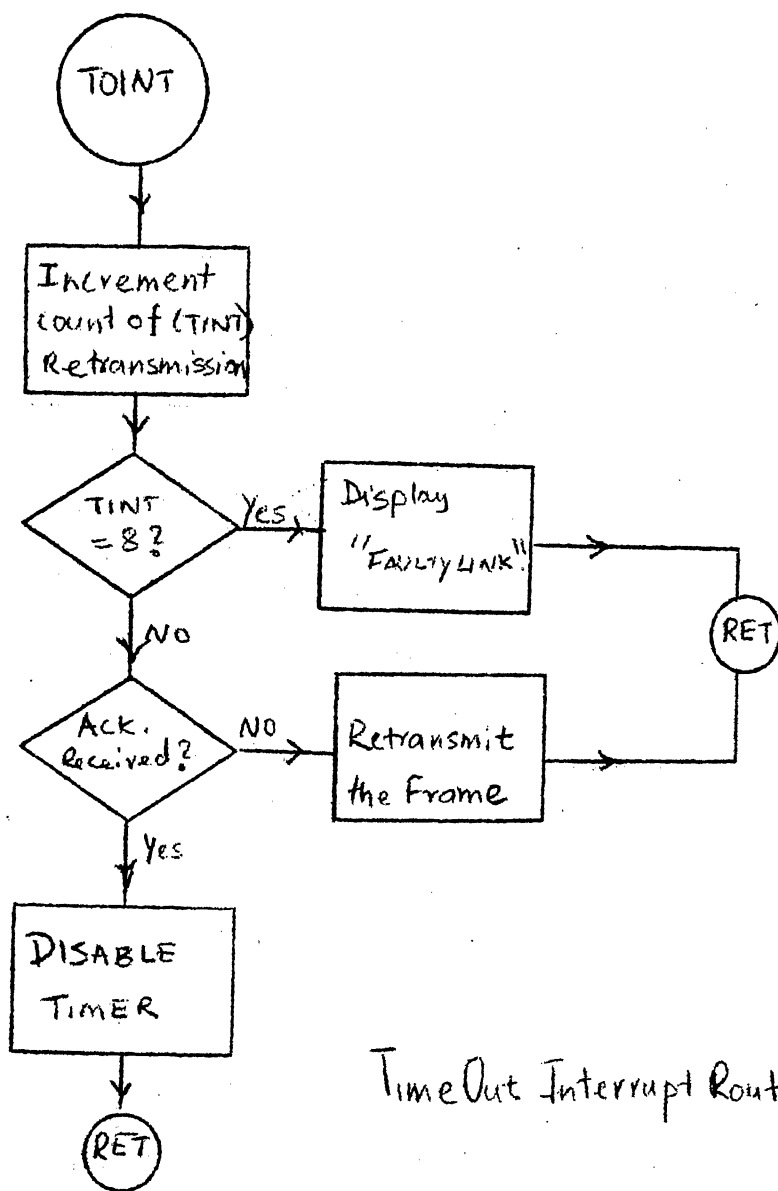 TOINT
Increment
count of (TINT)
Retransmission
TINT
= 8?
Yes
Display
"FAULTY LINK".
RET
NO
Ack.
Received?
NO
Retransmit
the Frame
Yes
DISABLE
TIMER
RET
TimeOut Interrupt Rout